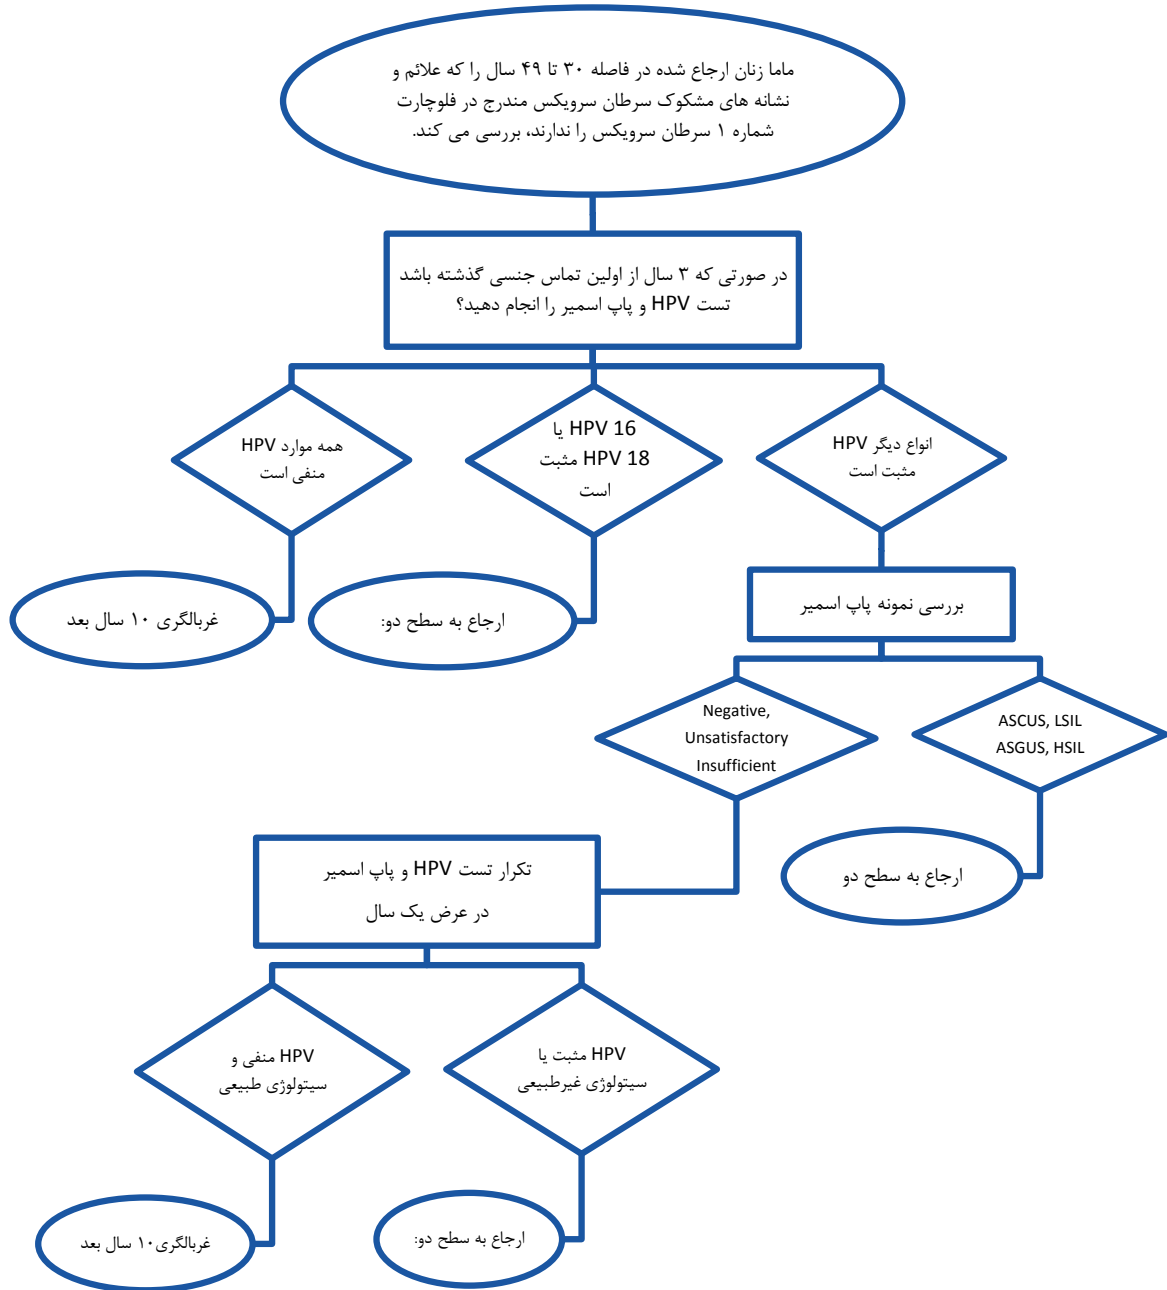 ماما زنان ارجاع شده در فاصله ۳۰ تا ۴۹ سال را که علائم و
نشانه های مشکوک سرطان سرویکس مندرج در فلوچارت
شماره ۱ سرطان سرویکس را ندارند، بررسی می کند.
در صورتی که ۳ سال از اولین تماس جنسی گذشته باشد
تست HPV و پاپ اسمیر را انجام دهید؟
انواع دیگر HPV
مثبت است
HPV 16 یا
HPV 18 مثبت
است
همه موارد HPV
منفی است
بررسی نمونه پاپ اسمیر
ارجاع به سطح دو:
غربالگری ۱۰ سال بعد
ASCUS, LSIL
ASGUS, HSIL
Negative,
Unsatisfactory
Insufficient
ارجاع به سطح دو
تکرار تست HPV و پاپ اسمیر
در عرض یک سال
HPV مثبت یا
سیتولوژی غیرطبیعی
HPV منفی و
سیتولوژی طبیعی
ارجاع به سطح دو:
غربالگری۱۰ سال بعد